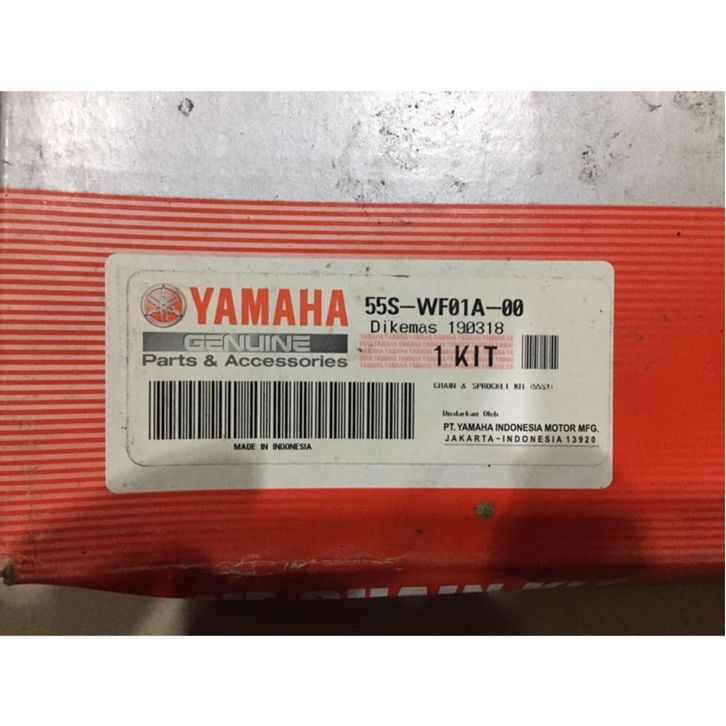 YAMAHA
GENUINE
Parts & Accessories
55S-WF01A-00
Dikemas 190318
1 KIT
CHAIN & SPROCKET KIT (55S1)
Diedarkan Oleh
PT. YAMAHA INDONESIA MOTOR MFG.
JAKARTA-INDONESIA 13920
MADE IN INDONESIA